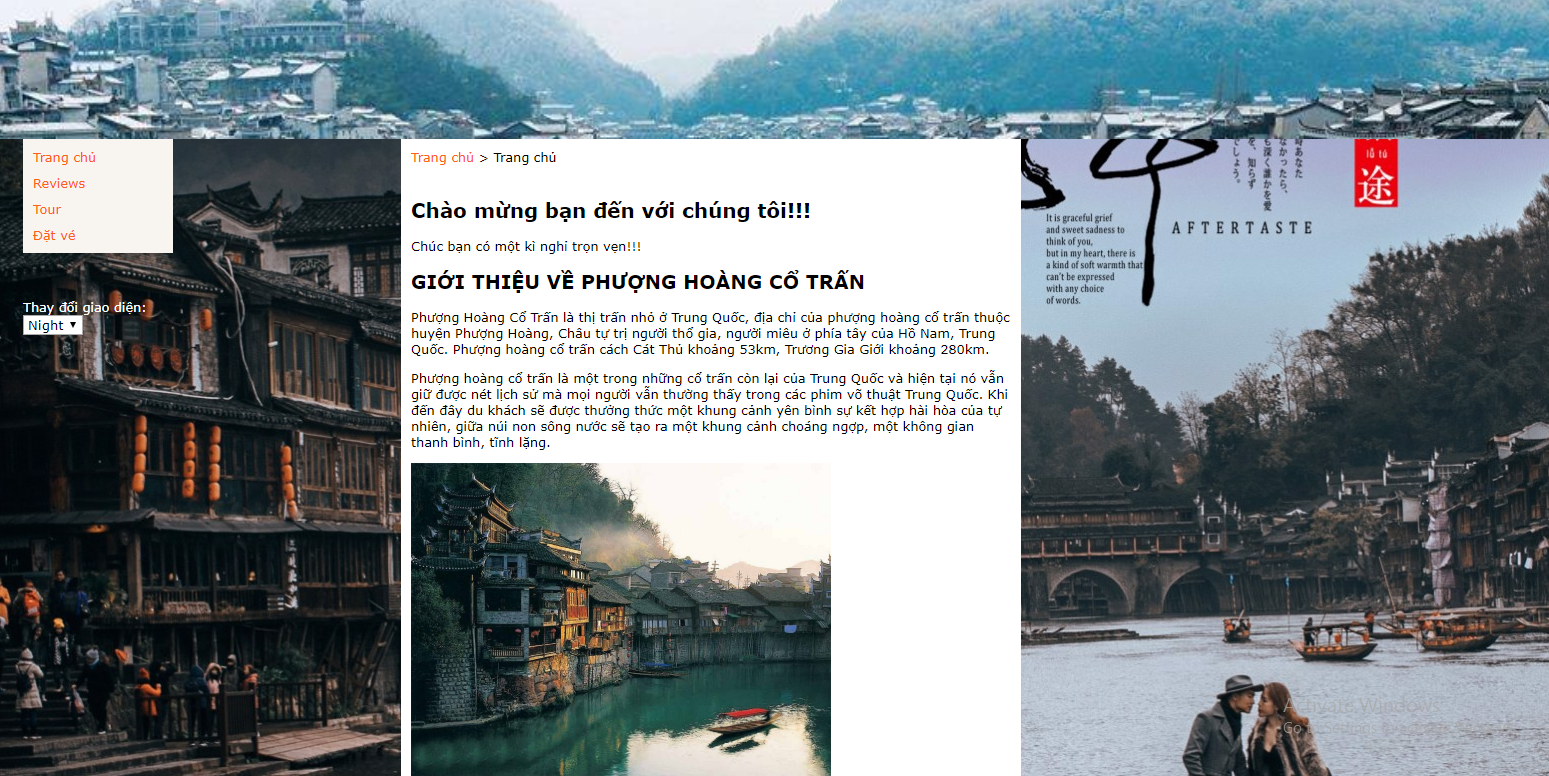 Trang chủ
Reviews
Tour
Đặt vé
Thay đổi giao diện:
Night
Trang chủ > Trang chủ
Chào mừng bạn đến với chúng tôi!!!
Chúc bạn có một kì nghỉ trọn vẹn!!!
GIỚI THIỆU VỀ PHƯỢNG HOÀNG CỔ TRẤN
Phượng Hoàng Cổ Trấn là thị trấn nhỏ ở Trung Quốc, địa chỉ của phượng hoàng cổ trấn thuộc
huyện Phượng Hoàng, Châu tự trị người thổ gia, người miêu ở phía tây của Hồ Nam, Trung
Quốc. Phượng hoàng cổ trấn cách Cát Thủ khoảng 53km, Trương Gia Giới khoảng 280km.
Phượng hoàng cổ trấn là một trong những cổ trấn còn lại của Trung Quốc và hiện tại nó vẫn
giữ được nét lịch sử mà mọi người vẫn thường thấy trong các phim võ thuật Trung Quốc. Khi
đến đây du khách sẽ được thưởng thức một khung cảnh yên bình sự kết hợp hài hòa của tự
nhiên, giữa núi non sông nước sẽ tạo ra một khung cảnh choáng ngợp, một không gian
thanh bình, tĩnh lặng.
時あなた
なかったら、
も深く誰かを愛
を、知らず
でしょう。
lǚ tú
途
It is graceful grief
and sweet sadness to
think of you,
but in my heart, there is
a kind of soft warmth that
can't be expressed
with any choice
of words.
AFTERTASTE
Activate Windows